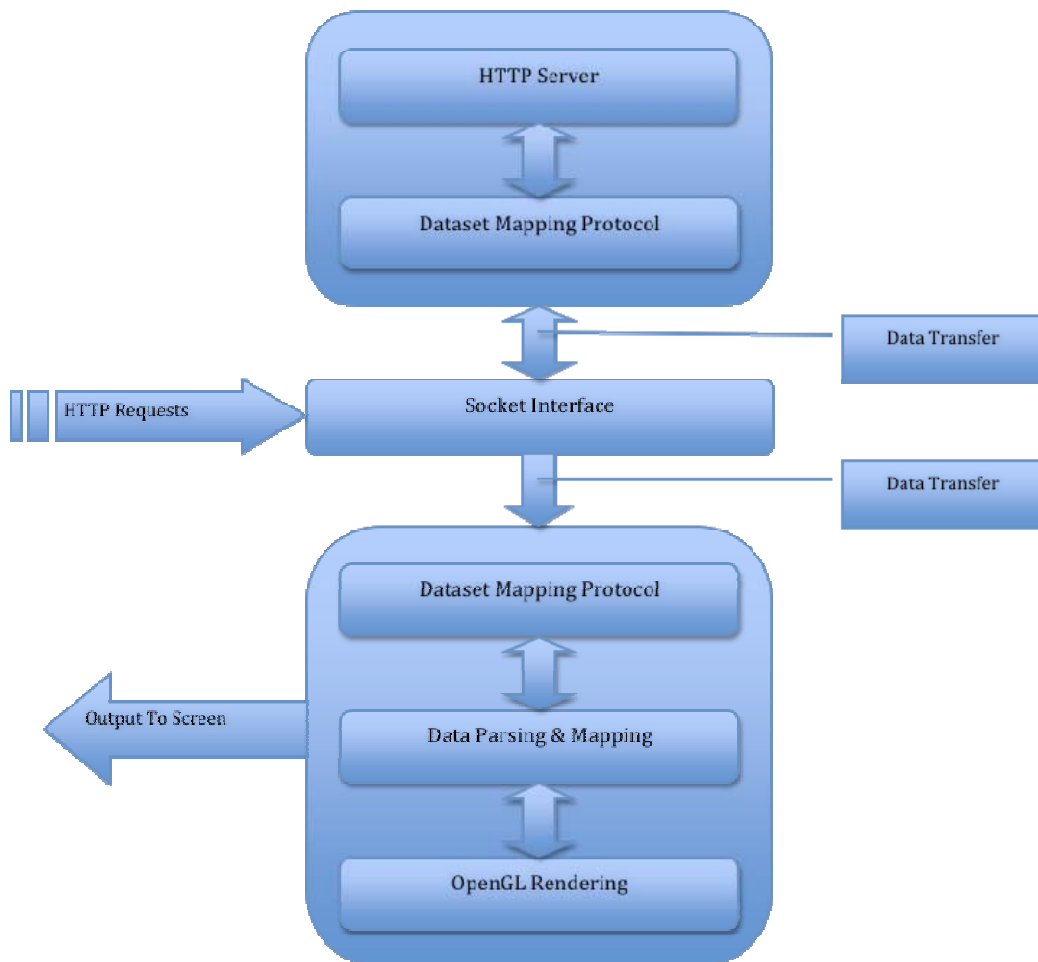 HTTP Server
Dataset Mapping Protocol
Data Transfer
HTTP Requests
Socket Interface
Data Transfer
Dataset Mapping Protocol
Output To Screen
Data Parsing & Mapping
OpenGL Rendering